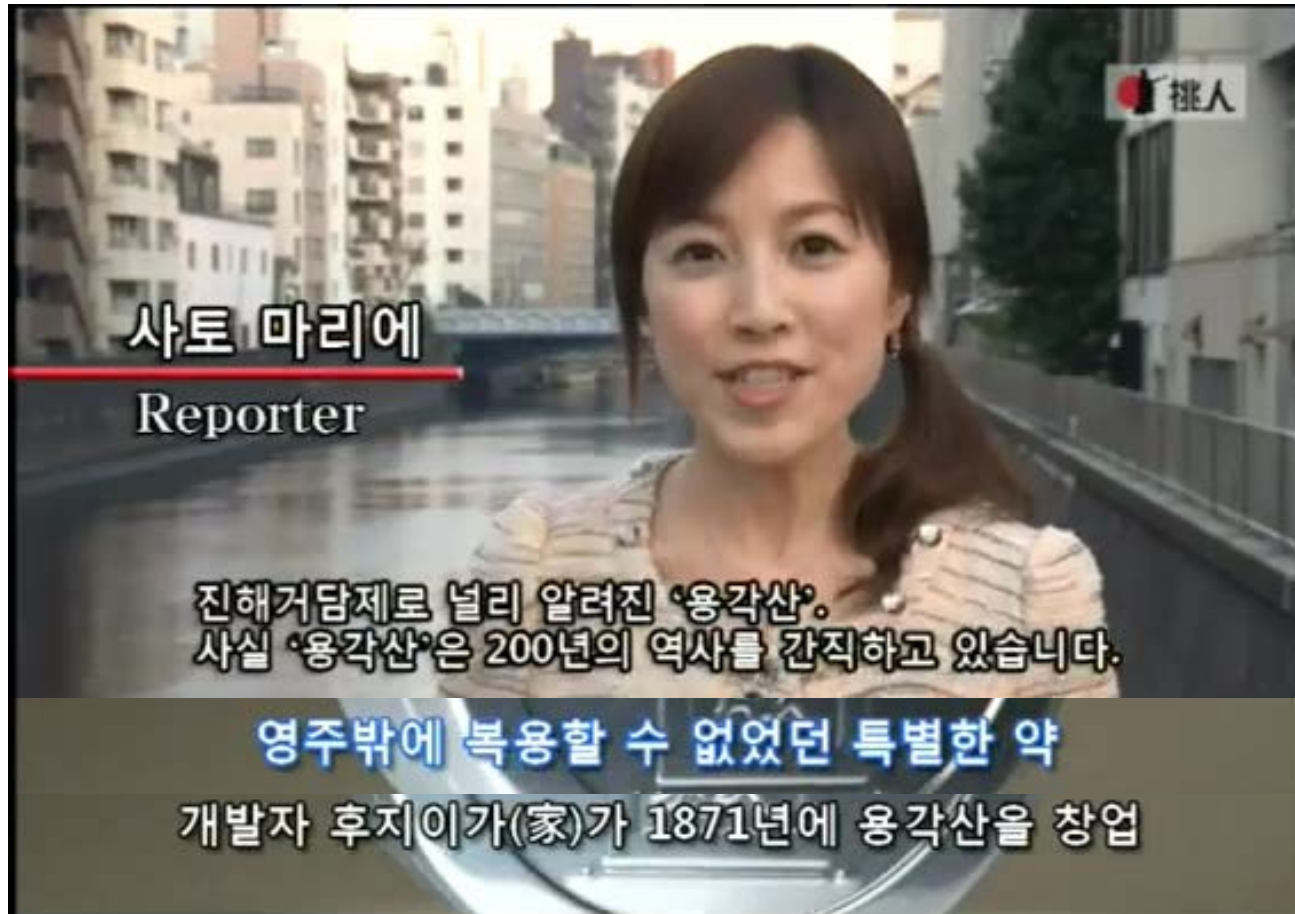 挑人
사토 마리에
Reporter
진해거담제로 널리 알려진 ‘용각산’.
사실 ‘용각산’은 200년의 역사를 간직하고 있습니다.
영주밖에 복용할 수 없었던 특별한 약
개발자 후지이가(家)가 1871년에 용각산을 창업